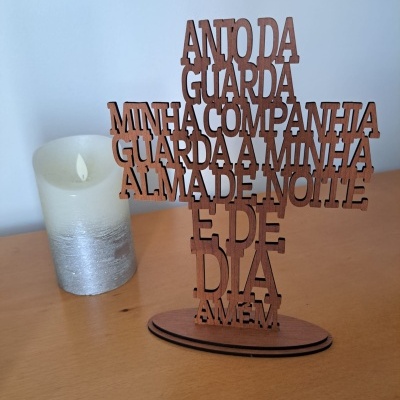 ANJO DA
GUARDA
MINHA COMPANHIA
GUARDA A MINHA
ALMA DE NOITE
E DE
DIA
AMÉM